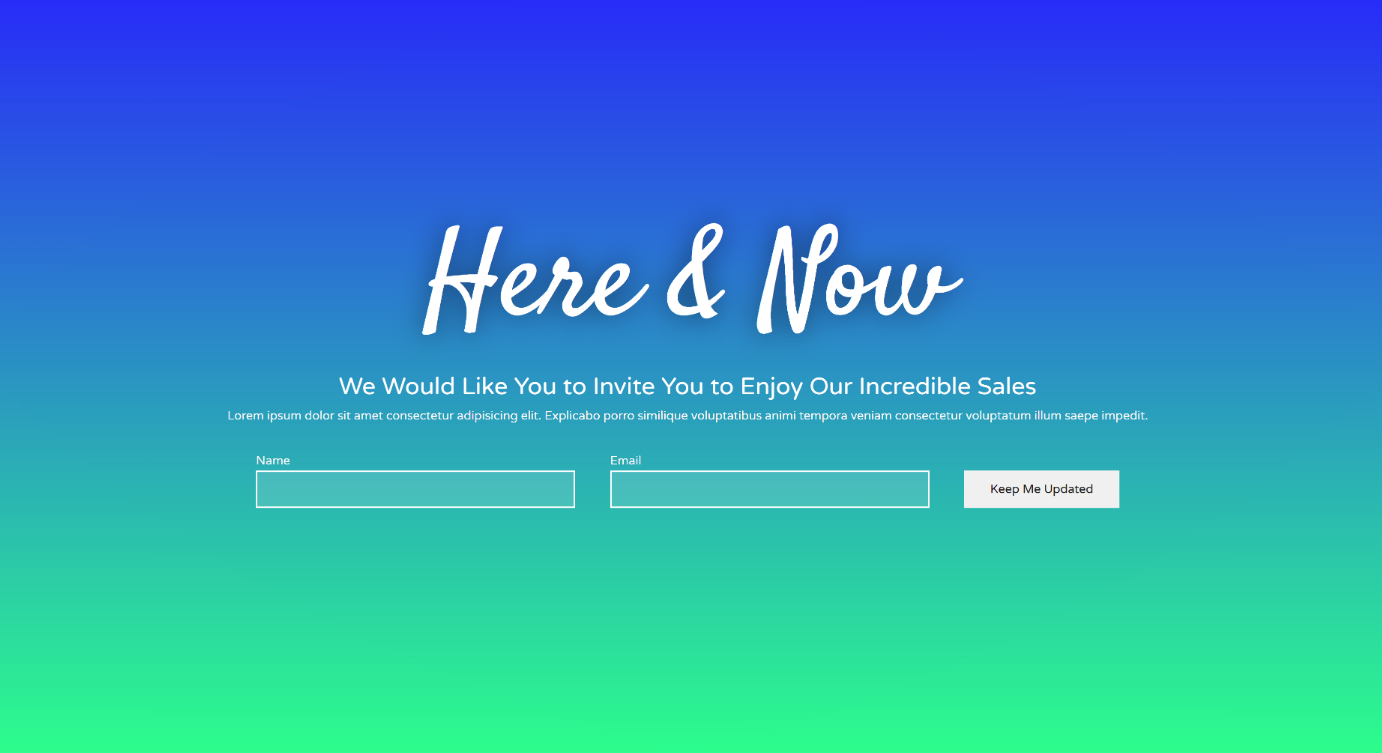 Here & Now
We Would Like You to Invite You to Enjoy Our Incredible Sales
Lorem ipsum dolor sit amet consectetur adipisicing elit. Explicabo porro similique voluptatibus animi tempora veniam consectetur voluptatum illum saepe impedit.
Name
Email
Keep Me Updated